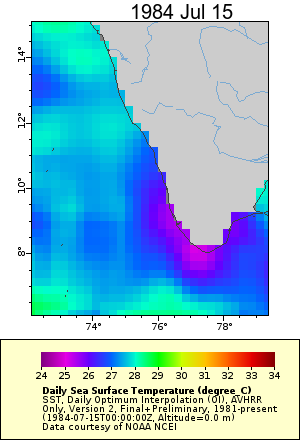 1984 Jul 15
14°
12°
10°
8°
74° 76° 78°
24 25 26 27 28 29 30 31 32 33 34
Daily Sea Surface Temperature (degree_C)
SST, Daily Optimum Interpolation (OI), AVHRR
Only, Version 2, Final+Preliminary, 1981-present
(1984-07-15T00:00:00Z, Altitude=0.0 m)
Data courtesy of NOAA NCEI